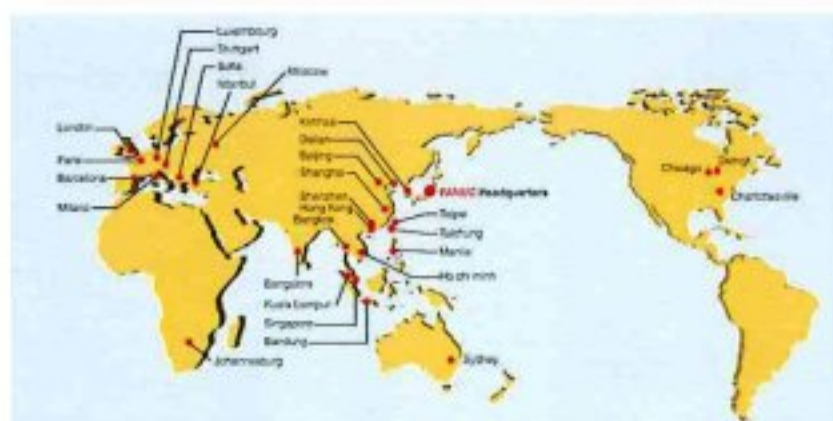 Luxembourg
Stuttgart
Sofia
Istanbul
Moscow
London
Paris
Barcelona
Milano
Dalian
Beijing
Shanghai
Shenzhen
Hong Kong
Bangkok
FANUC Headquarters
Taipei
Taichung
Manila
Ho chi minh
Bangalore
Kuala Lumpur
Singapore
Bandung
Johannesburg
Sydney
Chicago
Detroit
Charlottesville